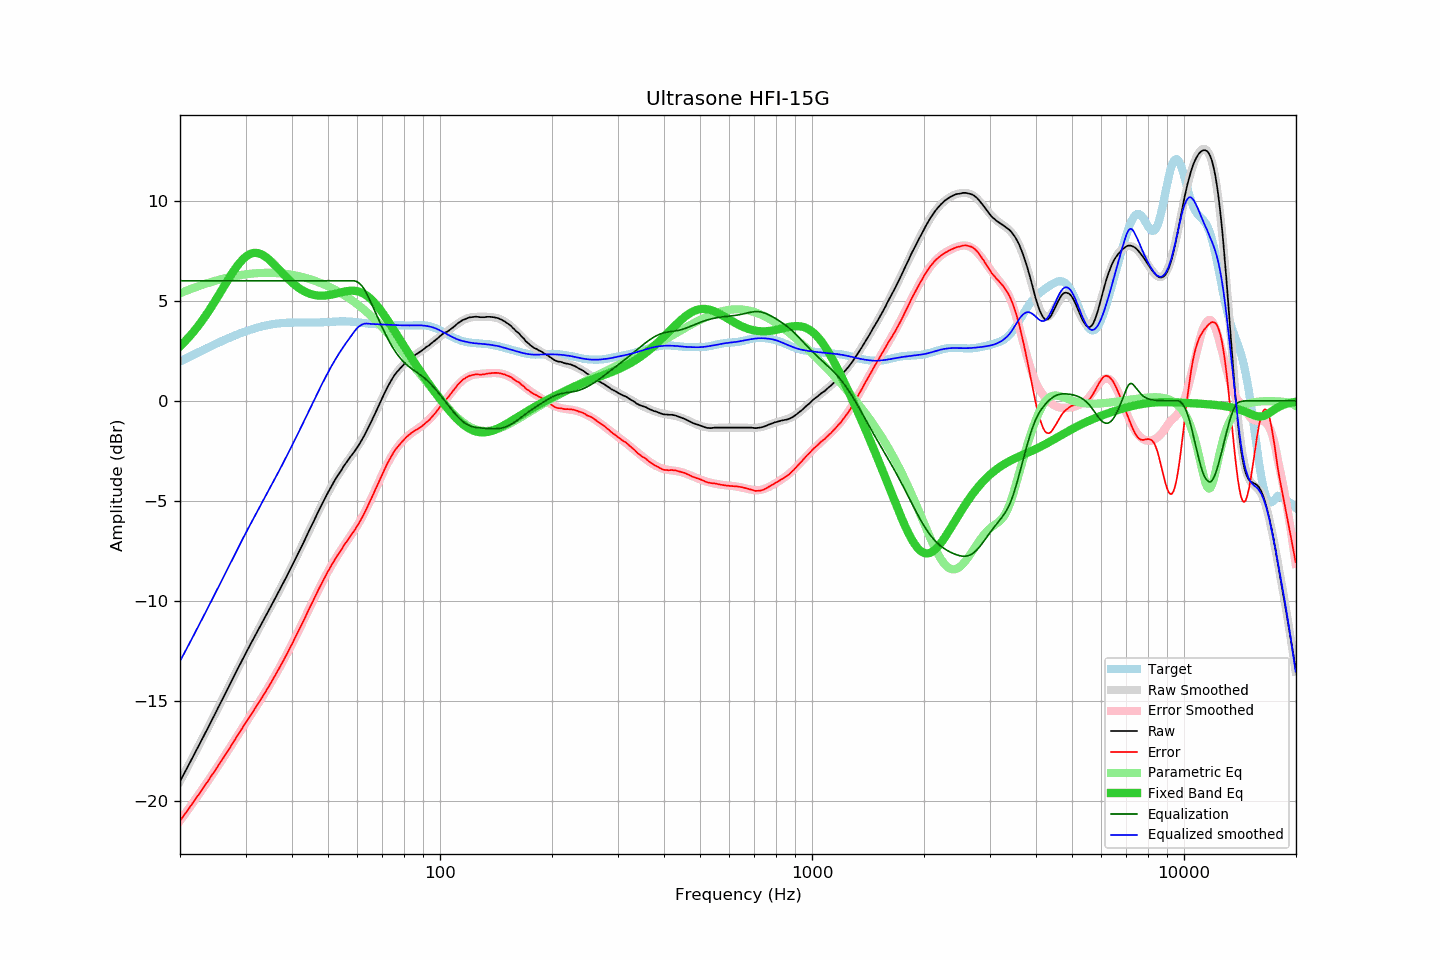 Ultrasone HFI-15G
10
5
0
−5
−10
−15
−20
Amplitude (dBr)
100
1000
10000
Frequency (Hz)
Target
Raw Smoothed
Error Smoothed
Raw
Error
Parametric Eq
Fixed Band Eq
Equalization
Equalized smoothed